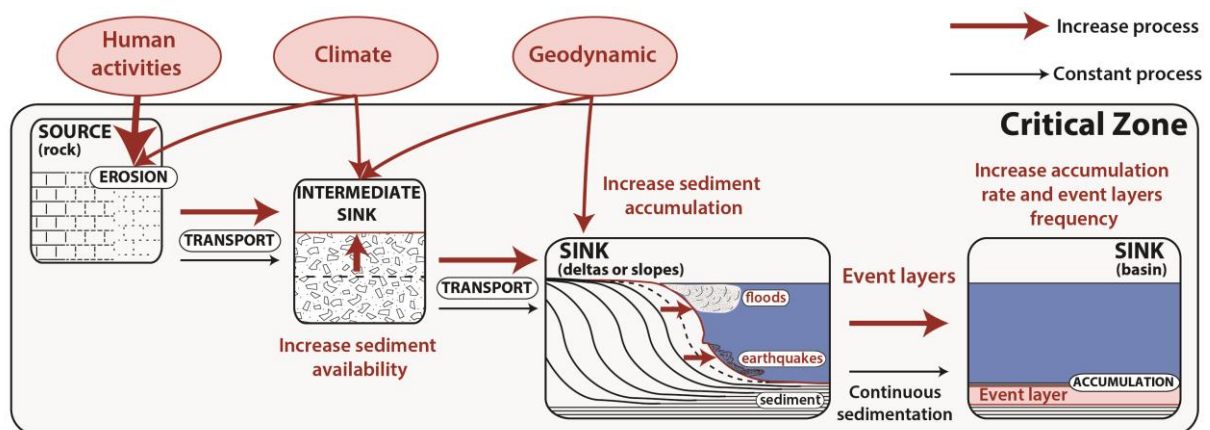 Human
activities
Climate
Geodynamic
Increase process
Constant process
Critical Zone
SOURCE
(rock)
EROSION
TRANSPORT
INTERMEDIATE
SINK
Increase sediment
availability
TRANSPORT
Increase sediment
accumulation
SINK
(deltas or slopes)
floods
earthquakes
sediment
Event layers
Continuous
sedimentation
Increase accumulation
rate and event layers
frequency
SINK
(basin)
ACCUMULATION
Event layer